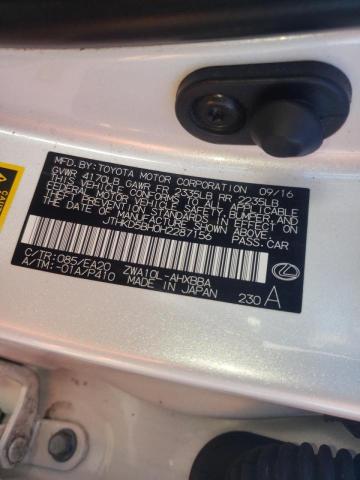 MFD. BY: TOYOTA MOTOR CORPORATION 09/16
GVWR 4170LB GAWR FR 2335LB RR 2235LB
THIS VEHICLE CONFORMS TO ALL APPLICABLE
FEDERAL MOTOR VEHICLE SAFETY, BUMPER, AND
THEFT PREVENTION STANDARDS IN EFFECT ON
THE DATE OF MANUFACTURE SHOWN ABOVE.
JTHKD5BH0H2287156 PASS.CAR
C/TR:085/EA20 ZWA10L-AHXBBA
A/TM:-01A/P410 MADE IN JAPAN 230 A